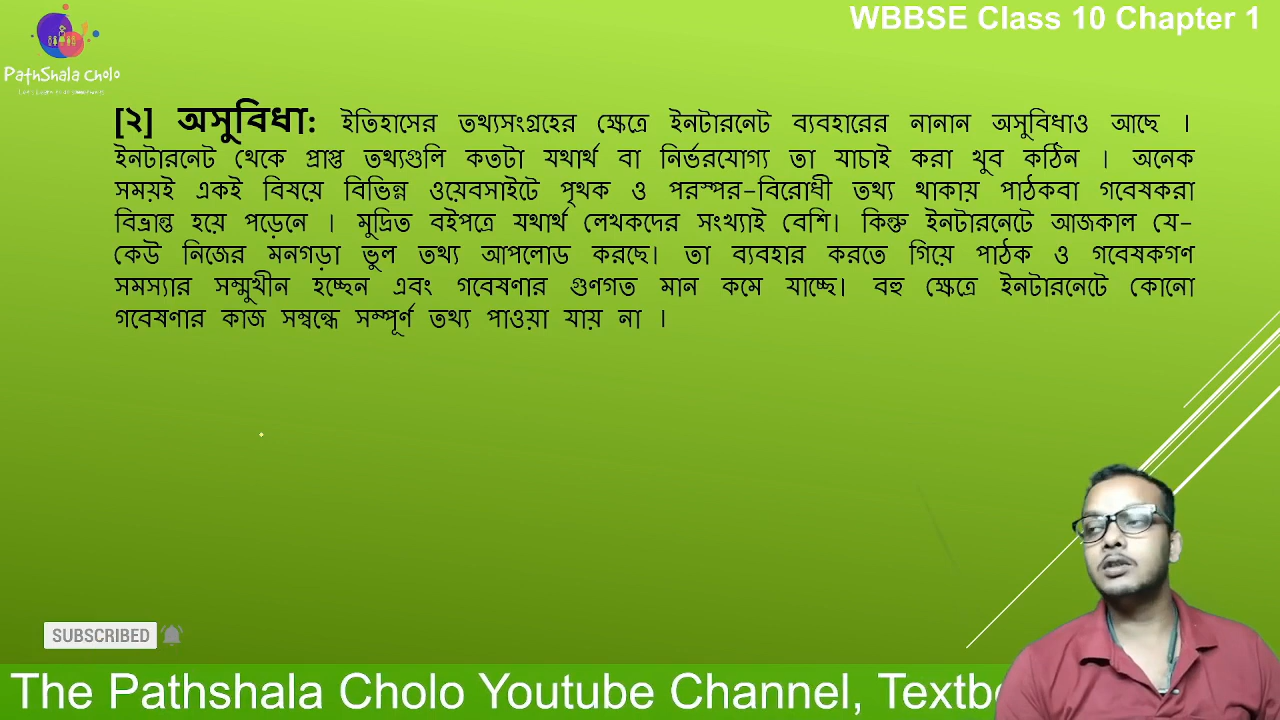 WBBSE Class 10 Chapter 1
PathShala Cholo
[২] অসুবিধা: ইতিহাসের তথ্যসংগ্রহের ক্ষেত্রে ইনটারনেট ব্যবহারের নানান অসুবিধাও আছে ।
ইনটারনেট থেকে প্রাপ্ত তথ্যগুলি কতটা যথার্থ বা নির্ভরযোগ্য তা যাচাই করা খুব কঠিন । অনেক
সময়ই একই বিষয়ে বিভিন্ন ওয়েবসাইটে পৃথক ও পরস্পর-বিরোধী তথ্য থাকায় পাঠকবা গবেষকরা
বিভ্রান্ত হয়ে পড়েনে । মুদ্রিত বইপত্রে যথার্থ লেখকদের সংখ্যাই বেশি। কিন্তু ইনটারনেটে আজকাল যে-
কেউ নিজের মনগড়া ভুল তথ্য আপলোড করছে। তা ব্যবহার করতে গিয়ে পাঠক ও গবেষকগণ
সমস্যার সম্মুখীন হচ্ছেন এবং গবেষণার গুণগত মান কমে যাচ্ছে। বহু ক্ষেত্রে ইনটারনেটে কোনো
গবেষণার কাজ সম্বন্ধে সম্পূর্ণ তথ্য পাওয়া যায় না ।
SUBSCRIBED
The Pathshala Cholo Youtube Channel, Textbo